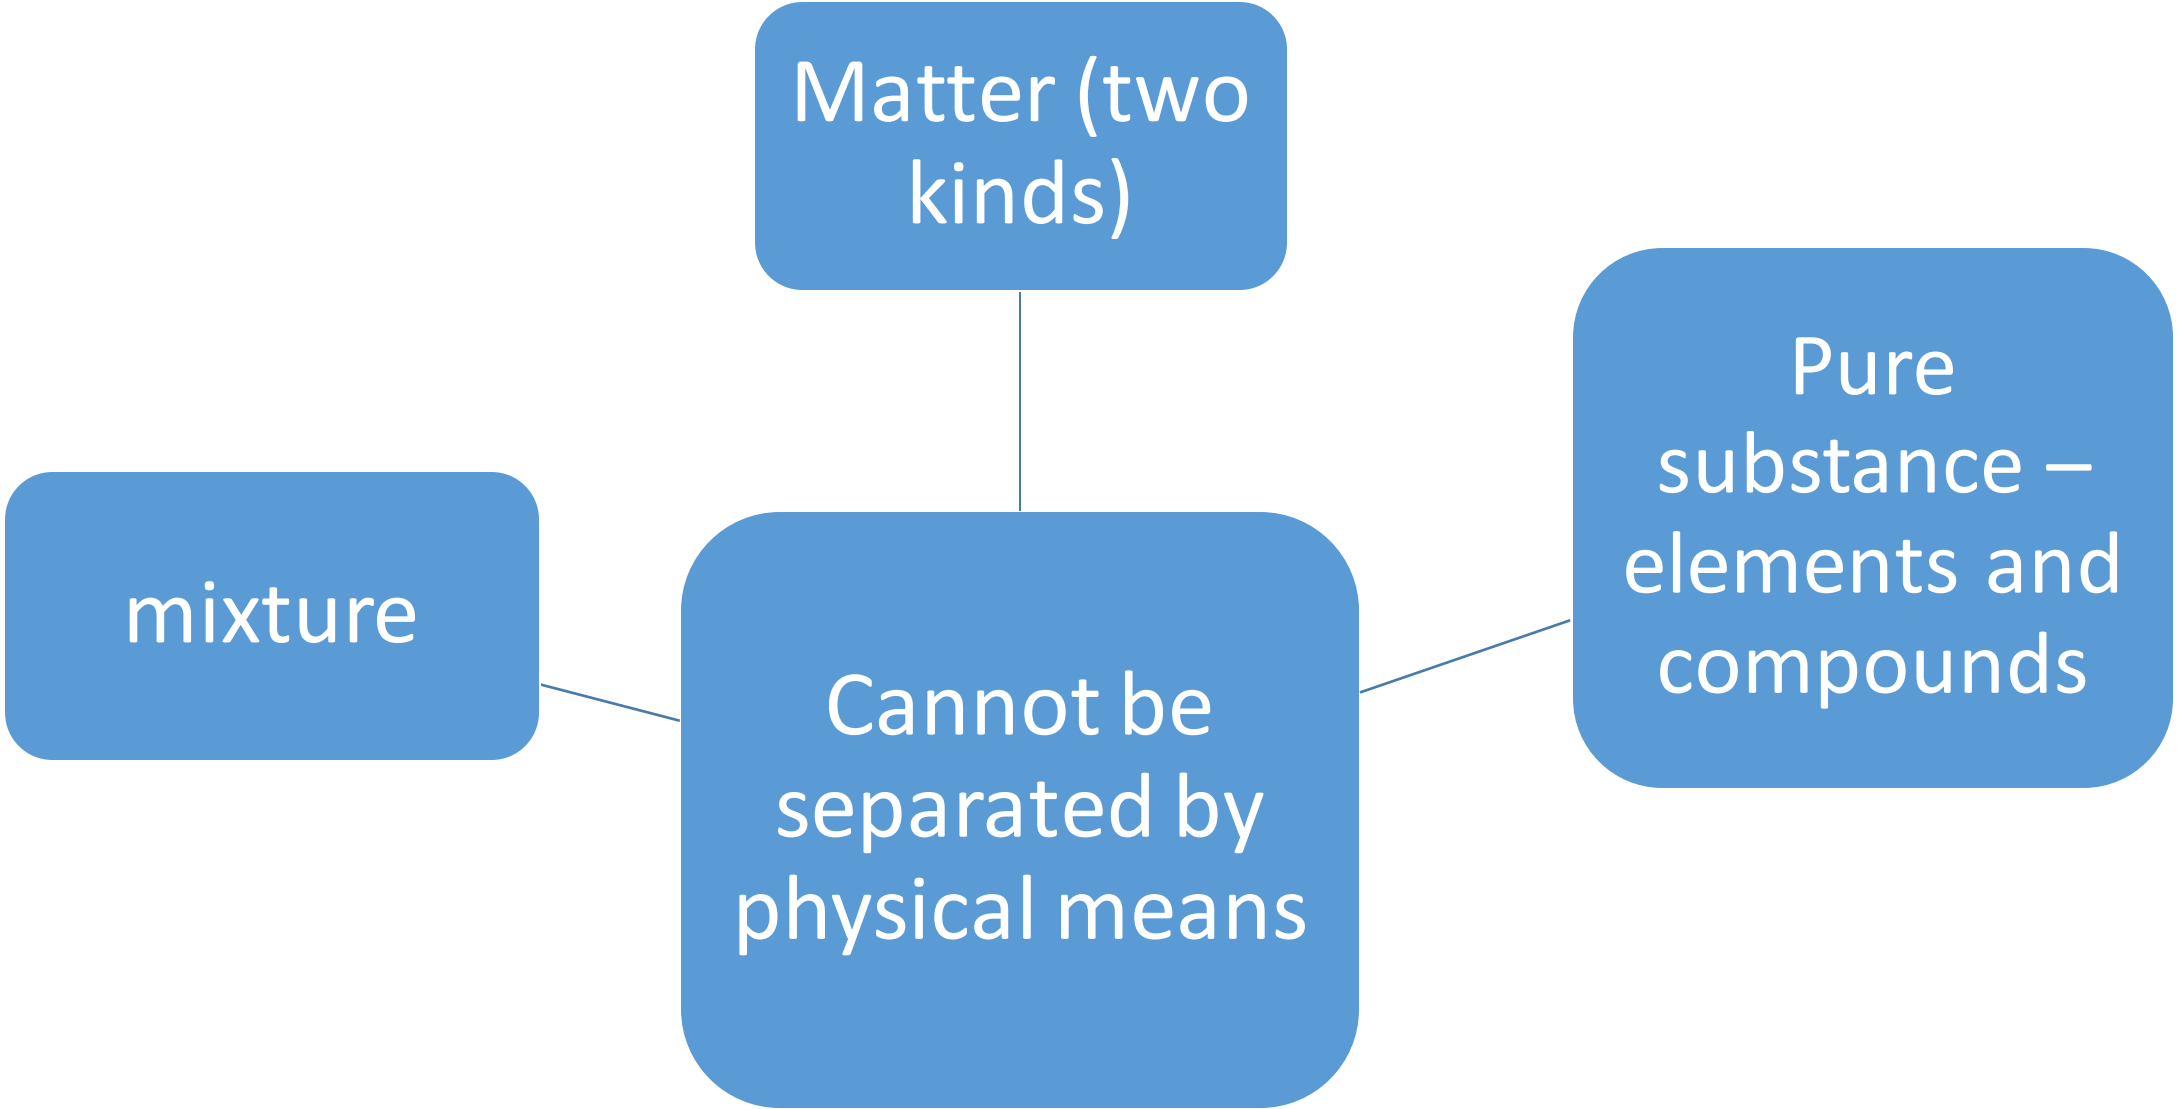 Matter (two
kinds)
Pure
substance –
elements and
compounds
mixture
Cannot be
separated by
physical means